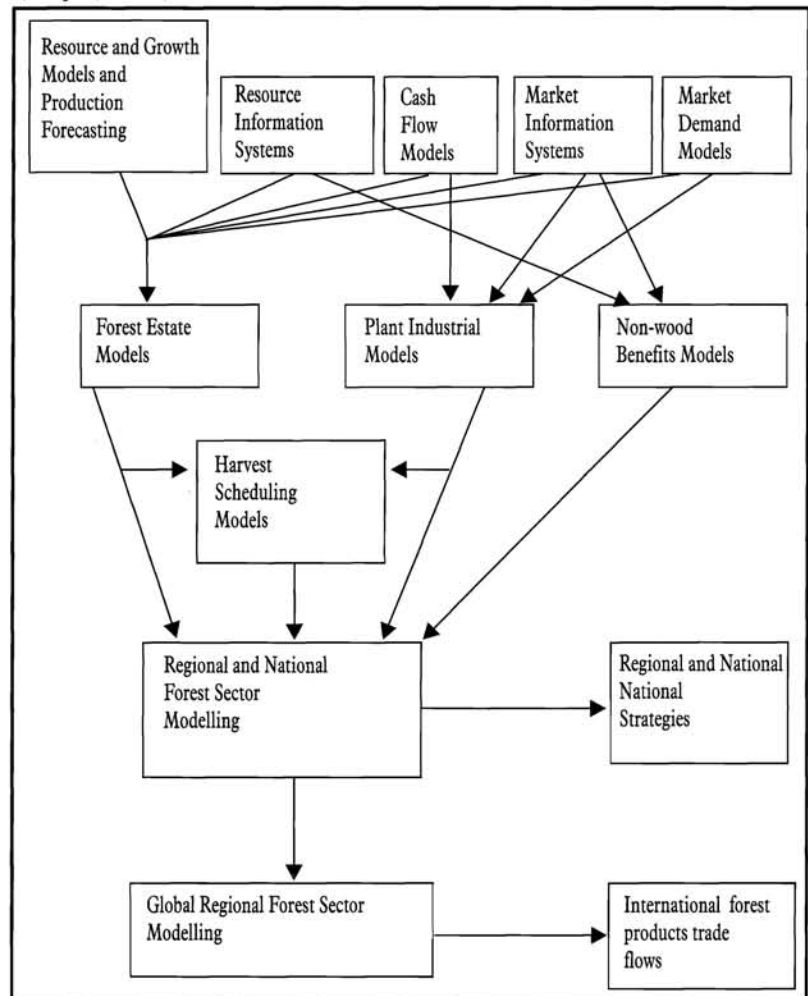 Resource and Growth
Models and
Production
Forecasting
Resource
Information
Systems
Cash
Flow
Models
Market
Information
Systems
Market
Demand
Models
Forest Estate
Models
Plant Industrial
Models
Non-wood
Benefits Models
Harvest
Scheduling
Models
Regional and National
Forest Sector
Modelling
Regional and National
National
Strategies
Global Regional Forest Sector
Modelling
International forest
products trade
flows